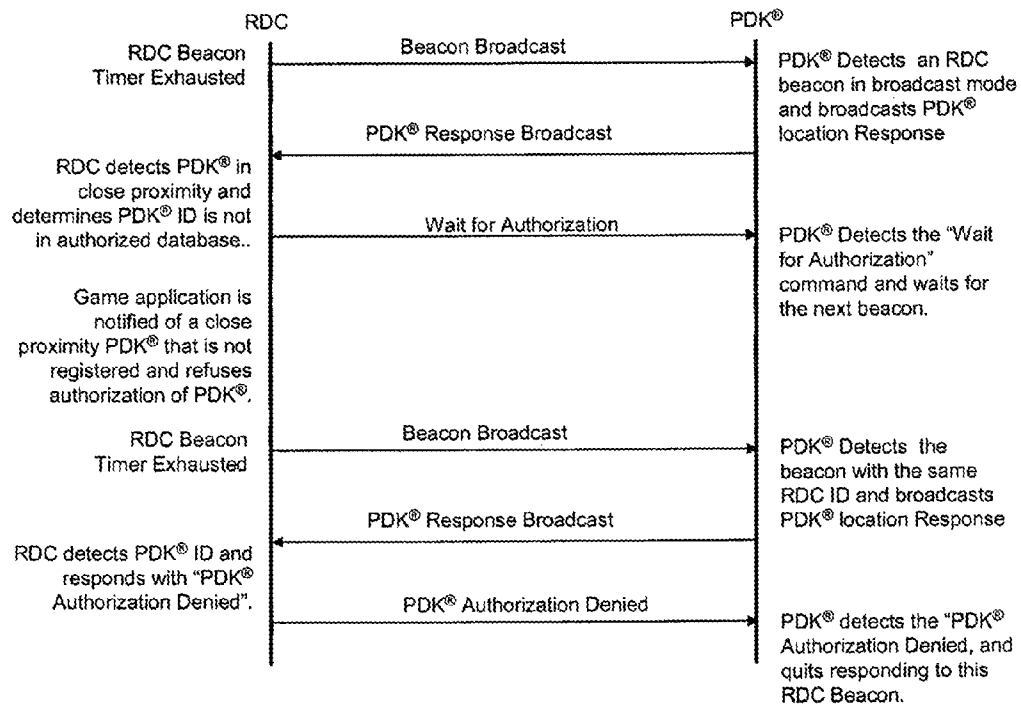 RDC
PDK®
RDC Beacon
Timer Exhausted
Beacon Broadcast
PDK® Detects an RDC
beacon in broadcast mode
and broadcasts PDK®
location Response
PDK® Response Broadcast
RDC detects PDK® in
close proximity and
determines PDK® ID is not
in authorized database..
Wait for Authorization
PDK® Detects the "Wait
for Authorization"
command and waits for
the next beacon.
Game application is
notified of a close
proximity PDK® that is not
registered and refuses
authorization of PDK®.
RDC Beacon
Timer Exhausted
Beacon Broadcast
PDK® Detects the
beacon with the same
RDC ID and broadcasts
PDK® location Response
PDK® Response Broadcast
RDC detects PDK® ID and
responds with "PDK®
Authorization Denied".
PDK® Authorization Denied
PDK® detects the "PDK®
Authorization Denied, and
quits responding to this
RDC Beacon.